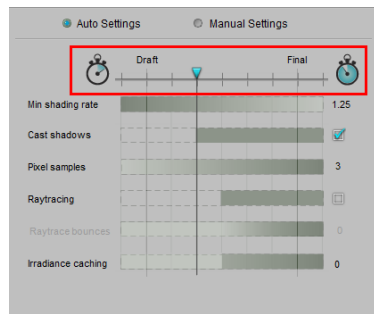 Auto Settings Manual Settings
Draft Final
Min shading rate 1.25
Cast shadows
Pixel samples 3
Raytracing
Raytrace bounces 0
Irradiance caching 0